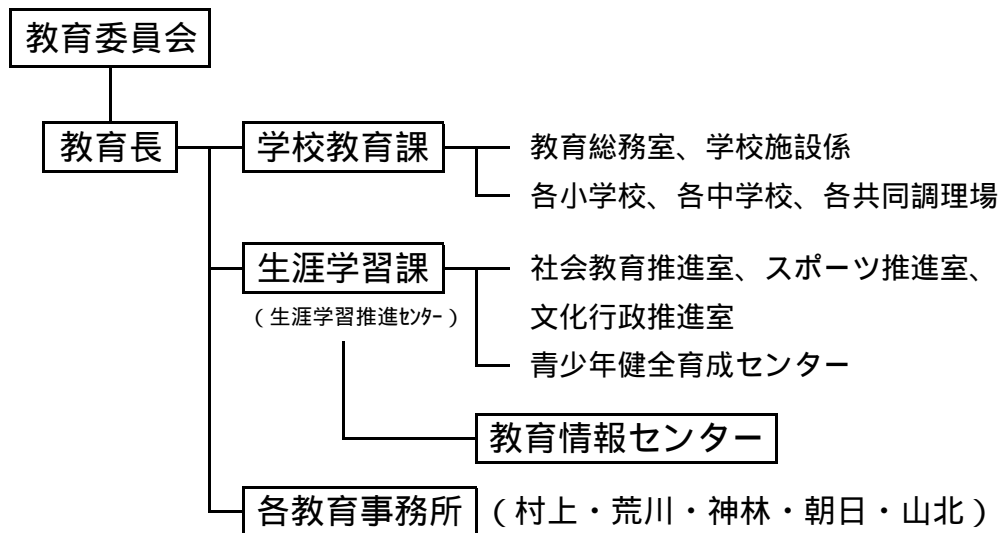 教育委員会
教育長
学校教育課
教育総務室、学校施設係
各小学校、各中学校、各共同調理場
生涯学習課
（生涯学習推進ｾﾝﾀｰ）
社会教育推進室、スポーツ推進室、
文化行政推進室
青少年健全育成センター
教育情報センター
各教育事務所（村上・荒川・神林・朝日・山北）